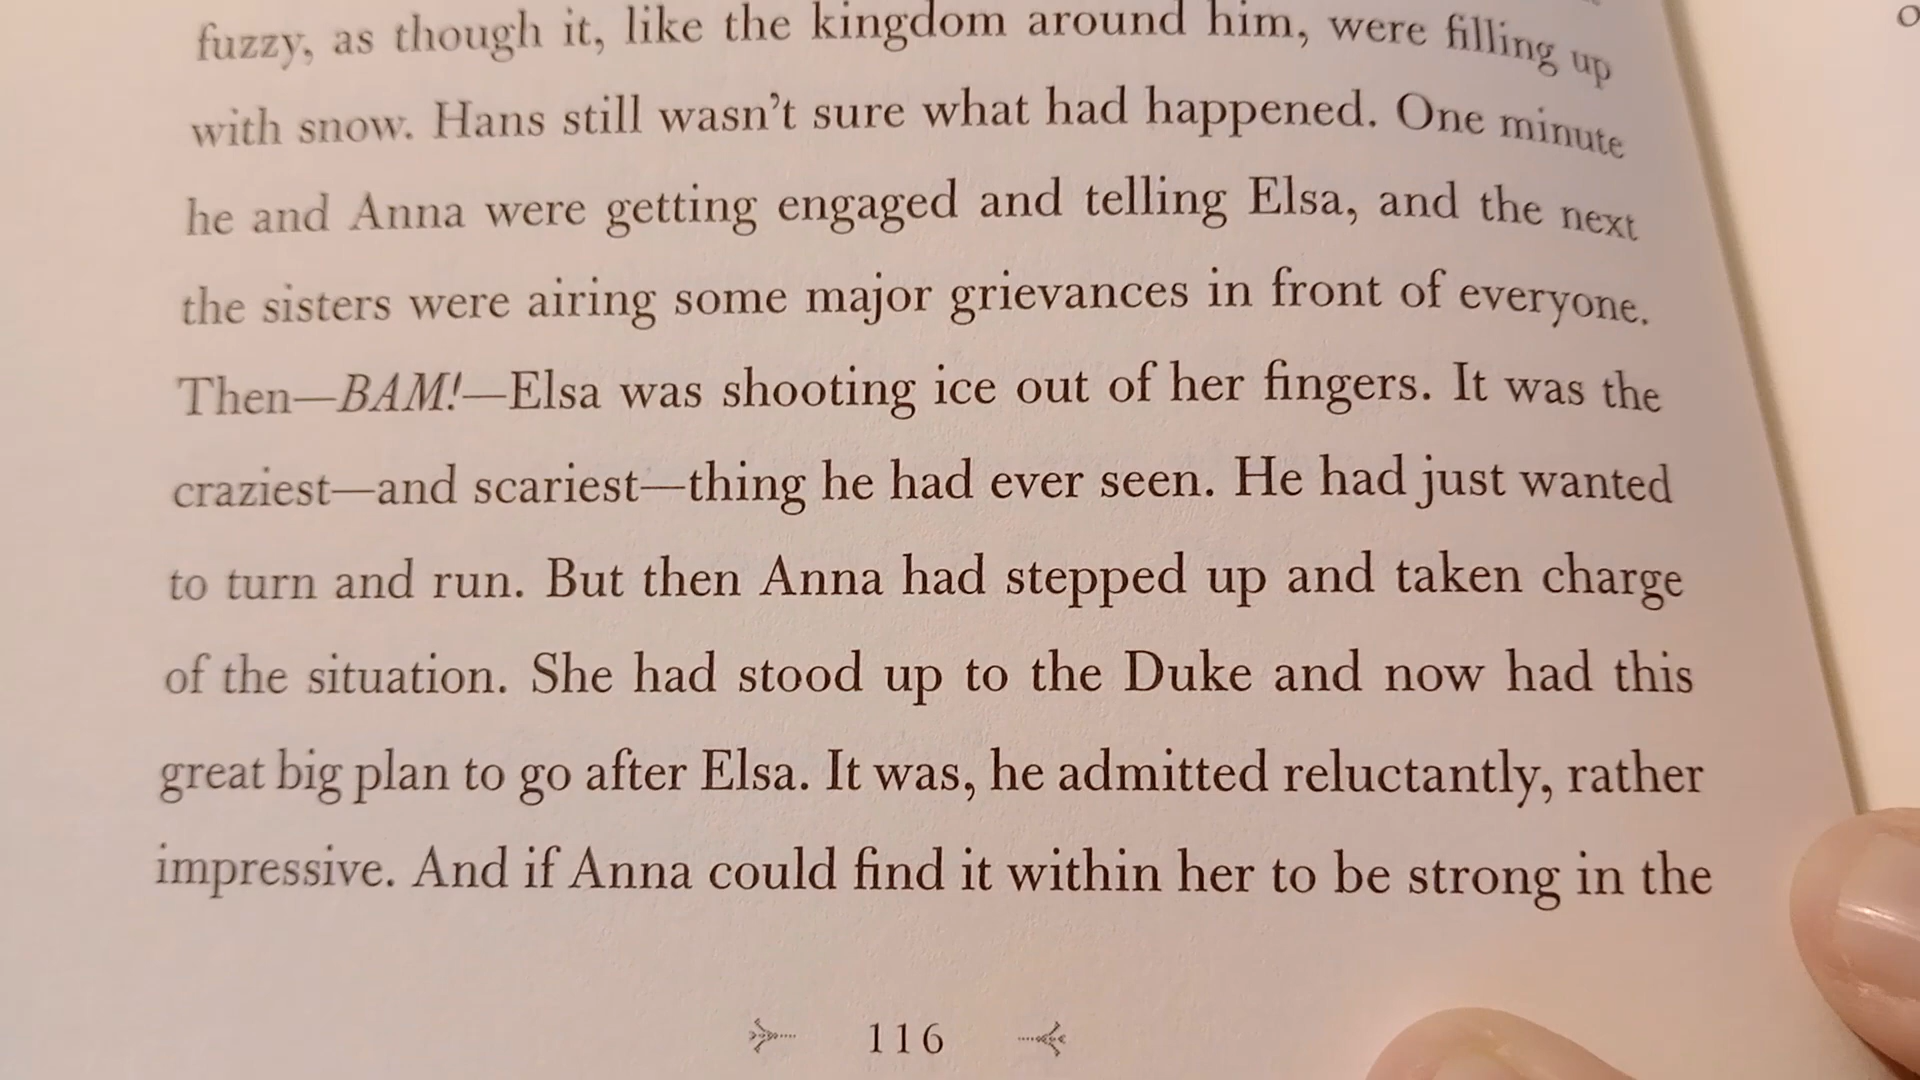 fuzzy, as though it, like the kingdom around him, were filling up
with snow. Hans still wasn't sure what had happened. One minute
he and Anna were getting engaged and telling Elsa, and the next
the sisters were airing some major grievances in front of everyone.
Then—BAM!—Elsa was shooting ice out of her fingers. It was the
craziest—and scariest—thing he had ever seen. He had just wanted
to turn and run. But then Anna had stepped up and taken charge
of the situation. She had stood up to the Duke and now had this
great big plan to go after Elsa. It was, he admitted reluctantly, rather
impressive. And if Anna could find it within her to be strong in the
116